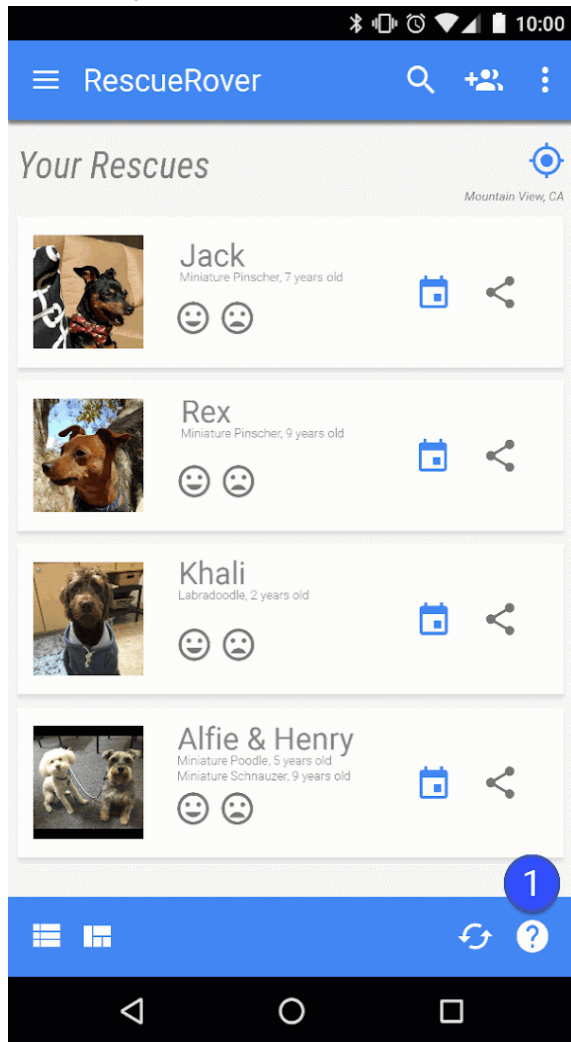 10:00
RescueRover
Your Rescues
Mountain View, CA
Jack
Miniature Pinscher, 7 years old
Rex
Miniature Pinscher, 9 years old
Khali
Labradoodle, 2 years old
Alfie & Henry
Miniature Poodle, 5 years old
Miniature Schnauzer, 9 years old
1
?